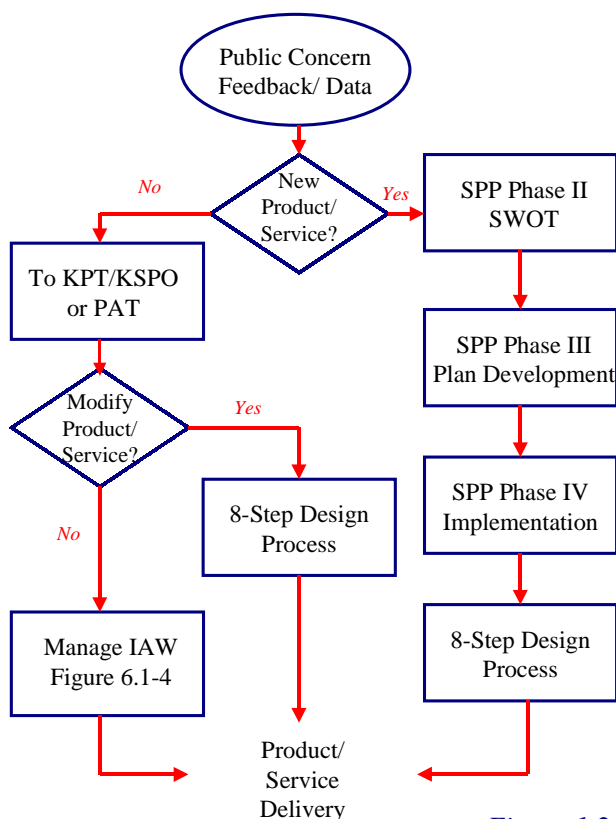 Public Concern
Feedback/ Data
New
Product/
Service?
No
Yes
SPP Phase II
SWOT
To KPT/KSPO
or PAT
SPP Phase III
Plan Development
Modify
Product/
Service?
Yes
No
8-Step Design
Process
SPP Phase IV
Implementation
Manage IAW
Figure 6.1-4
8-Step Design
Process
Product/
Service
Delivery